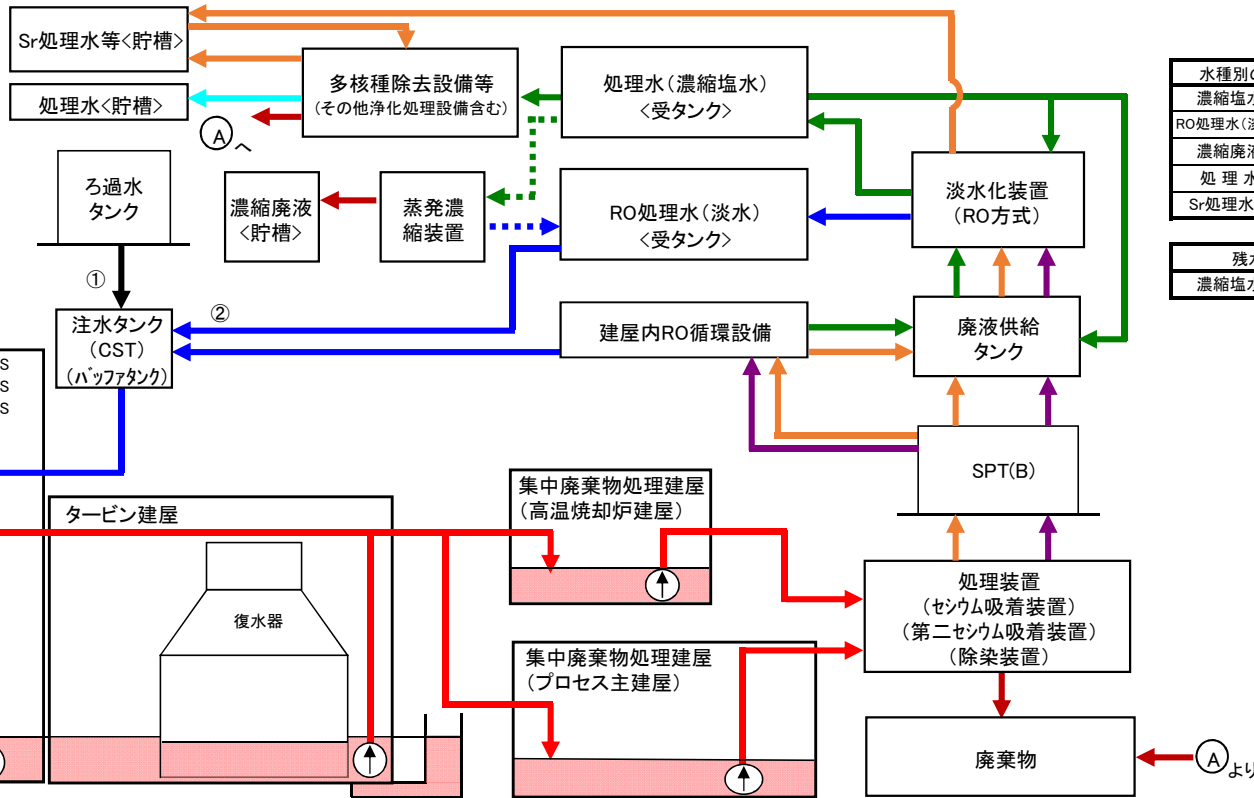 Sr処理水等<貯槽>
処理水<貯槽>
多核種除去設備等
(その他浄化処理設備含む)
Aへ
処理水(濃縮塩水)
<受タンク>
水種別の
濃縮塩水
RO処理水(淡
濃縮廃液
処 理 水
Sr処理水
残水
濃縮塩水
ろ過水
タンク
濃縮廃液
<貯槽>
蒸発濃
縮装置
RO処理水(淡水)
<受タンク>
淡水化装置
(RO方式)
①
②
注水タンク
(CST)
(バッファタンク)
建屋内RO循環設備
廃液供給
タンク
S
S
S
SPT(B)
タービン建屋
復水器
集中廃棄物処理建屋
(高温焼却炉建屋)
集中廃棄物処理建屋
(プロセス主建屋)
処理装置
(セシウム吸着装置)
(第二セシウム吸着装置)
(除染装置)
廃棄物
Aより